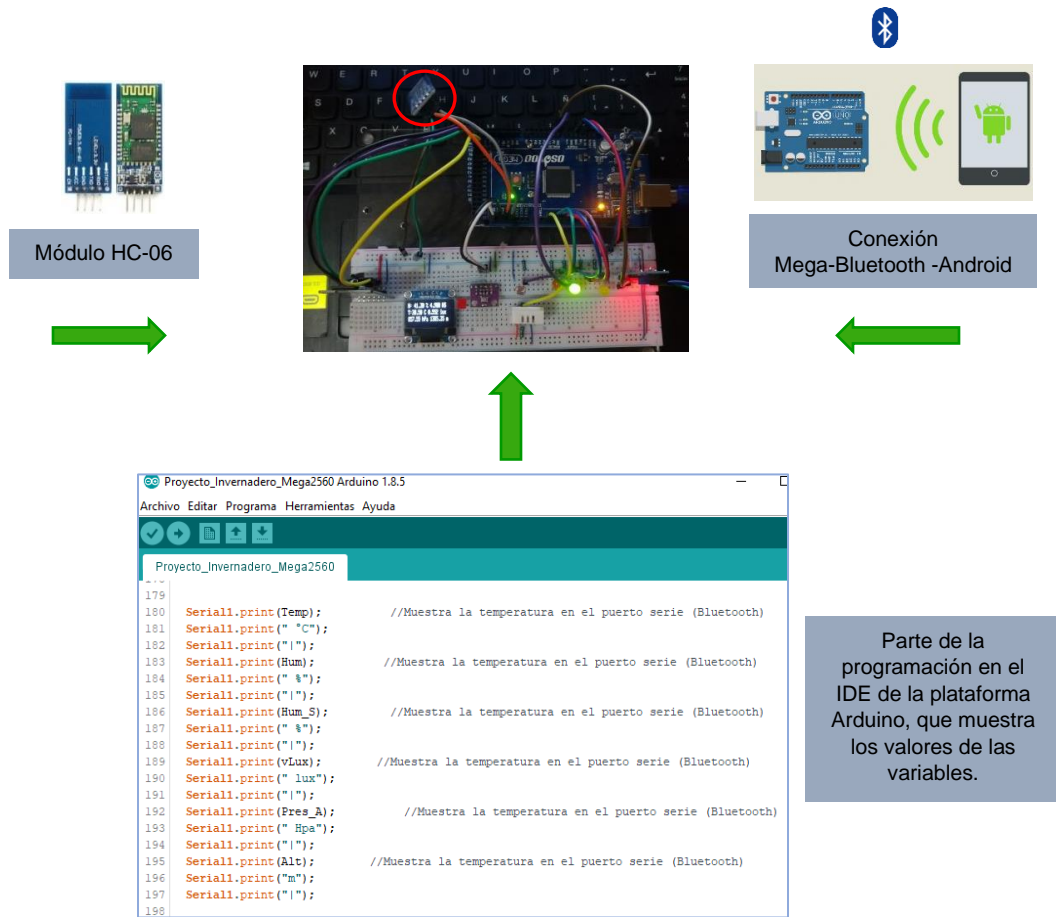 Módulo HC-06
Conexión
Mega-Bluetooth -Android
Proyecto_Invernadero_Mega2560 Arduino 1.8.5
Archivo Editar Programa Herramientas Ayuda
Proyecto_Invernadero_Mega2560
179
180 Serial1.print(Temp); //Muestra la temperatura en el puerto serie (Bluetooth)
181 Serial1.print(" °C");
182 Serial1.print("|");
183 Serial1.print(Hum); //Muestra la temperatura en el puerto serie (Bluetooth)
184 Serial1.print(" %");
185 Serial1.print("|");
186 Serial1.print(Hum_S); //Muestra la temperatura en el puerto serie (Bluetooth)
187 Serial1.print(" %");
188 Serial1.print("|");
189 Serial1.print(vLux); //Muestra la temperatura en el puerto serie (Bluetooth)
190 Serial1.print(" lux");
191 Serial1.print("|");
192 Serial1.print(Pres_A); //Muestra la temperatura en el puerto serie (Bluetooth)
193 Serial1.print(" Hpa");
194 Serial1.print("|");
195 Serial1.print(Alt); //Muestra la temperatura en el puerto serie (Bluetooth)
196 Serial1.print("m");
197 Serial1.print("|");
198
Parte de la
programación en el
IDE de la plataforma
Arduino, que muestra
los valores de las
variables.